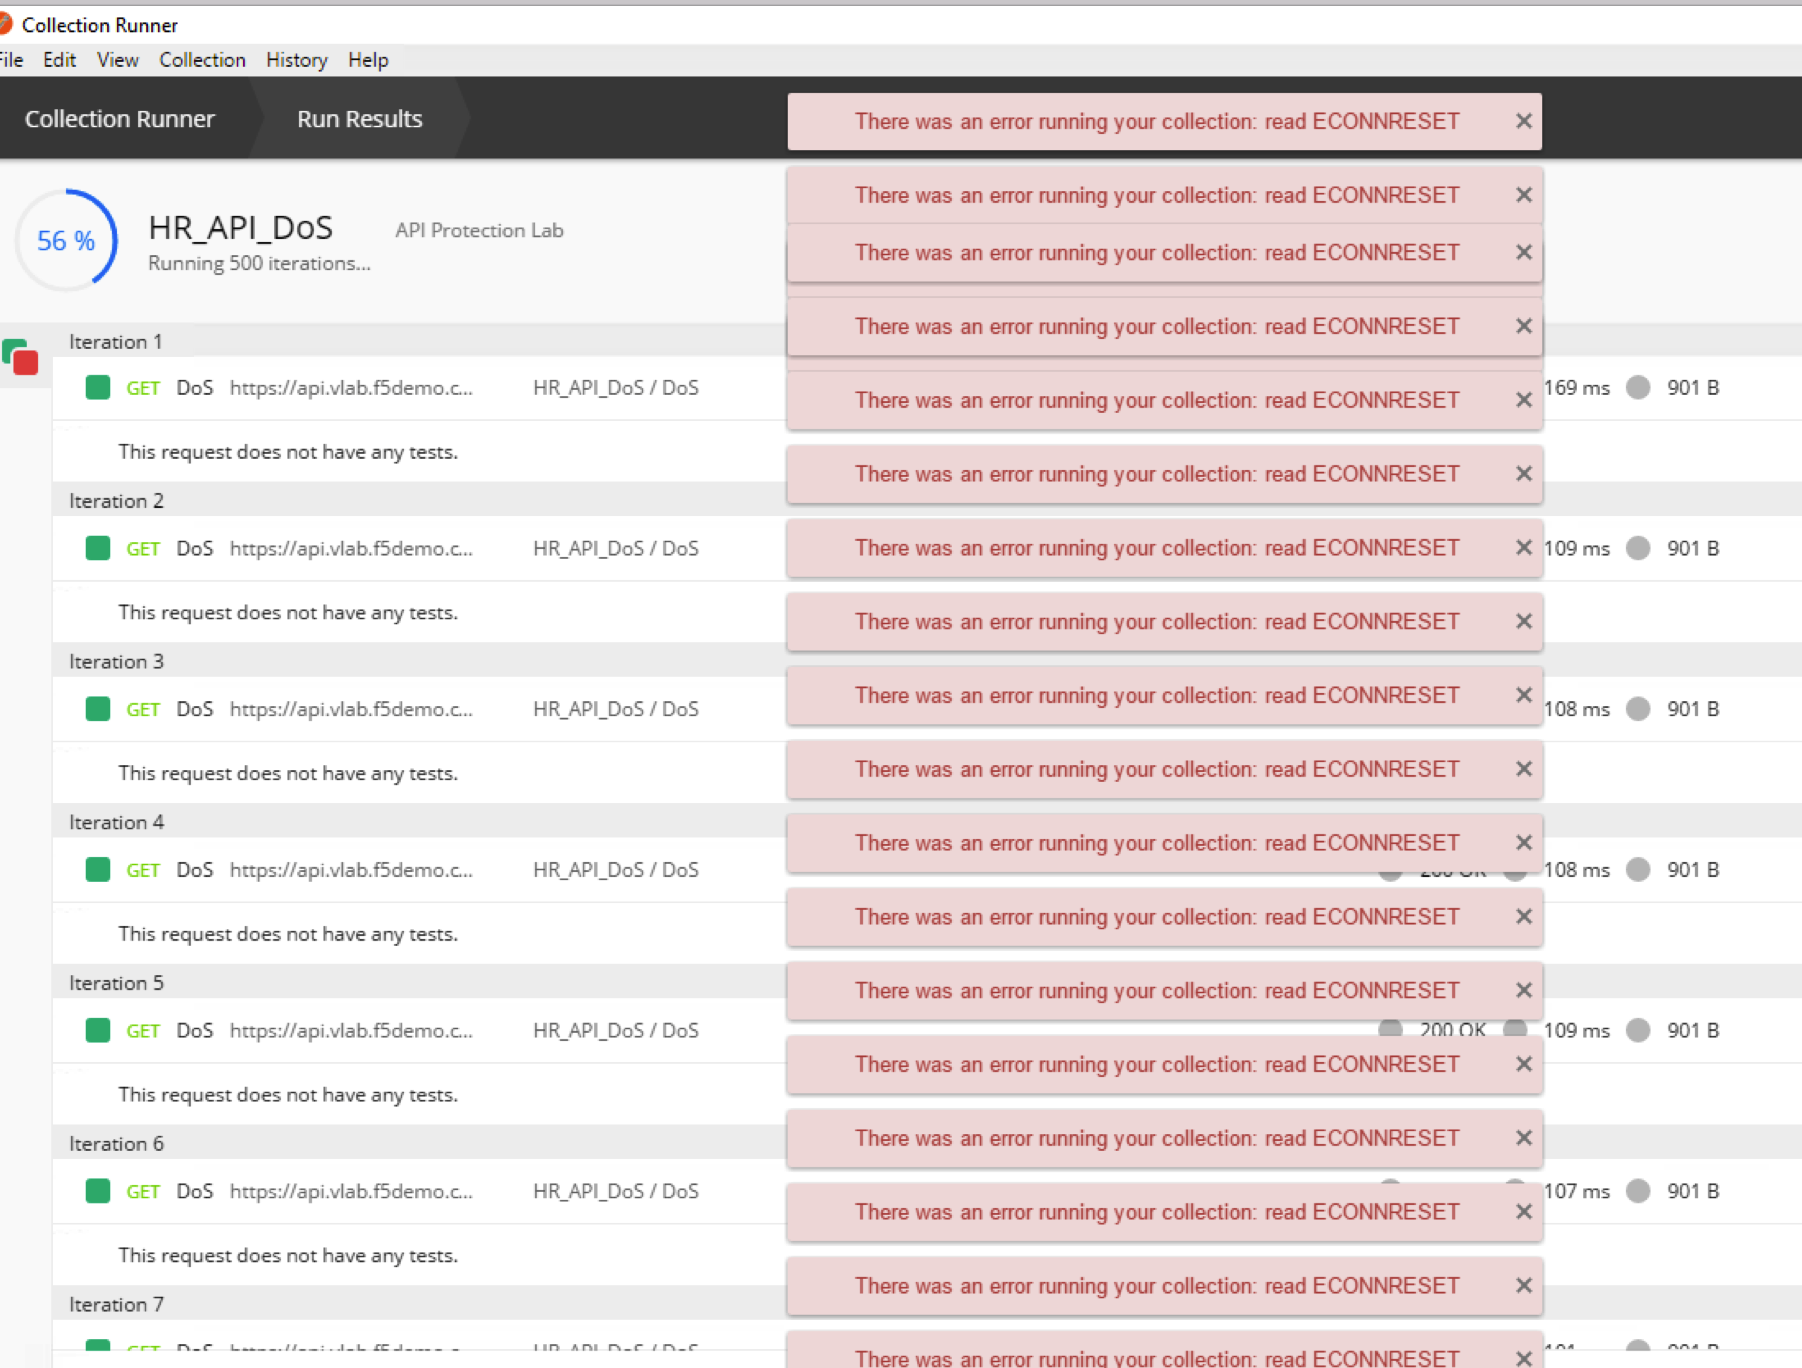 Collection Runner
File Edit View Collection History Help
Collection Runner Run Results
There was an error running your collection: read ECONNRESET
There was an error running your collection: read ECONNRESET
56 % HR_API_DoS API Protection Lab
Running 500 iterations...
There was an error running your collection: read ECONNRESET
There was an error running your collection: read ECONNRESET
Iteration 1
GET DoS https://api.vlab.f5demo.c... HR_API_DoS / DoS 169 ms 901 B
There was an error running your collection: read ECONNRESET
This request does not have any tests.
There was an error running your collection: read ECONNRESET
Iteration 2
GET DoS https://api.vlab.f5demo.c... HR_API_DoS / DoS 109 ms 901 B
There was an error running your collection: read ECONNRESET
This request does not have any tests.
There was an error running your collection: read ECONNRESET
Iteration 3
There was an error running your collection: read ECONNRESET
GET DoS https://api.vlab.f5demo.c... HR_API_DoS / DoS 108 ms 901 B
This request does not have any tests.
There was an error running your collection: read ECONNRESET
Iteration 4
There was an error running your collection: read ECONNRESET
GET DoS https://api.vlab.f5demo.c... HR_API_DoS / DoS 200 OK 108 ms 901 B
There was an error running your collection: read ECONNRESET
This request does not have any tests.
Iteration 5
There was an error running your collection: read ECONNRESET
GET DoS https://api.vlab.f5demo.c... HR_API_DoS / DoS 200 OK 109 ms 901 B
There was an error running your collection: read ECONNRESET
This request does not have any tests.
Iteration 6
There was an error running your collection: read ECONNRESET
GET DoS https://api.vlab.f5demo.c... HR_API_DoS / DoS 107 ms 901 B
There was an error running your collection: read ECONNRESET
This request does not have any tests.
There was an error running your collection: read ECONNRESET
Iteration 7
There was an error running your collection: read ECONNRESET